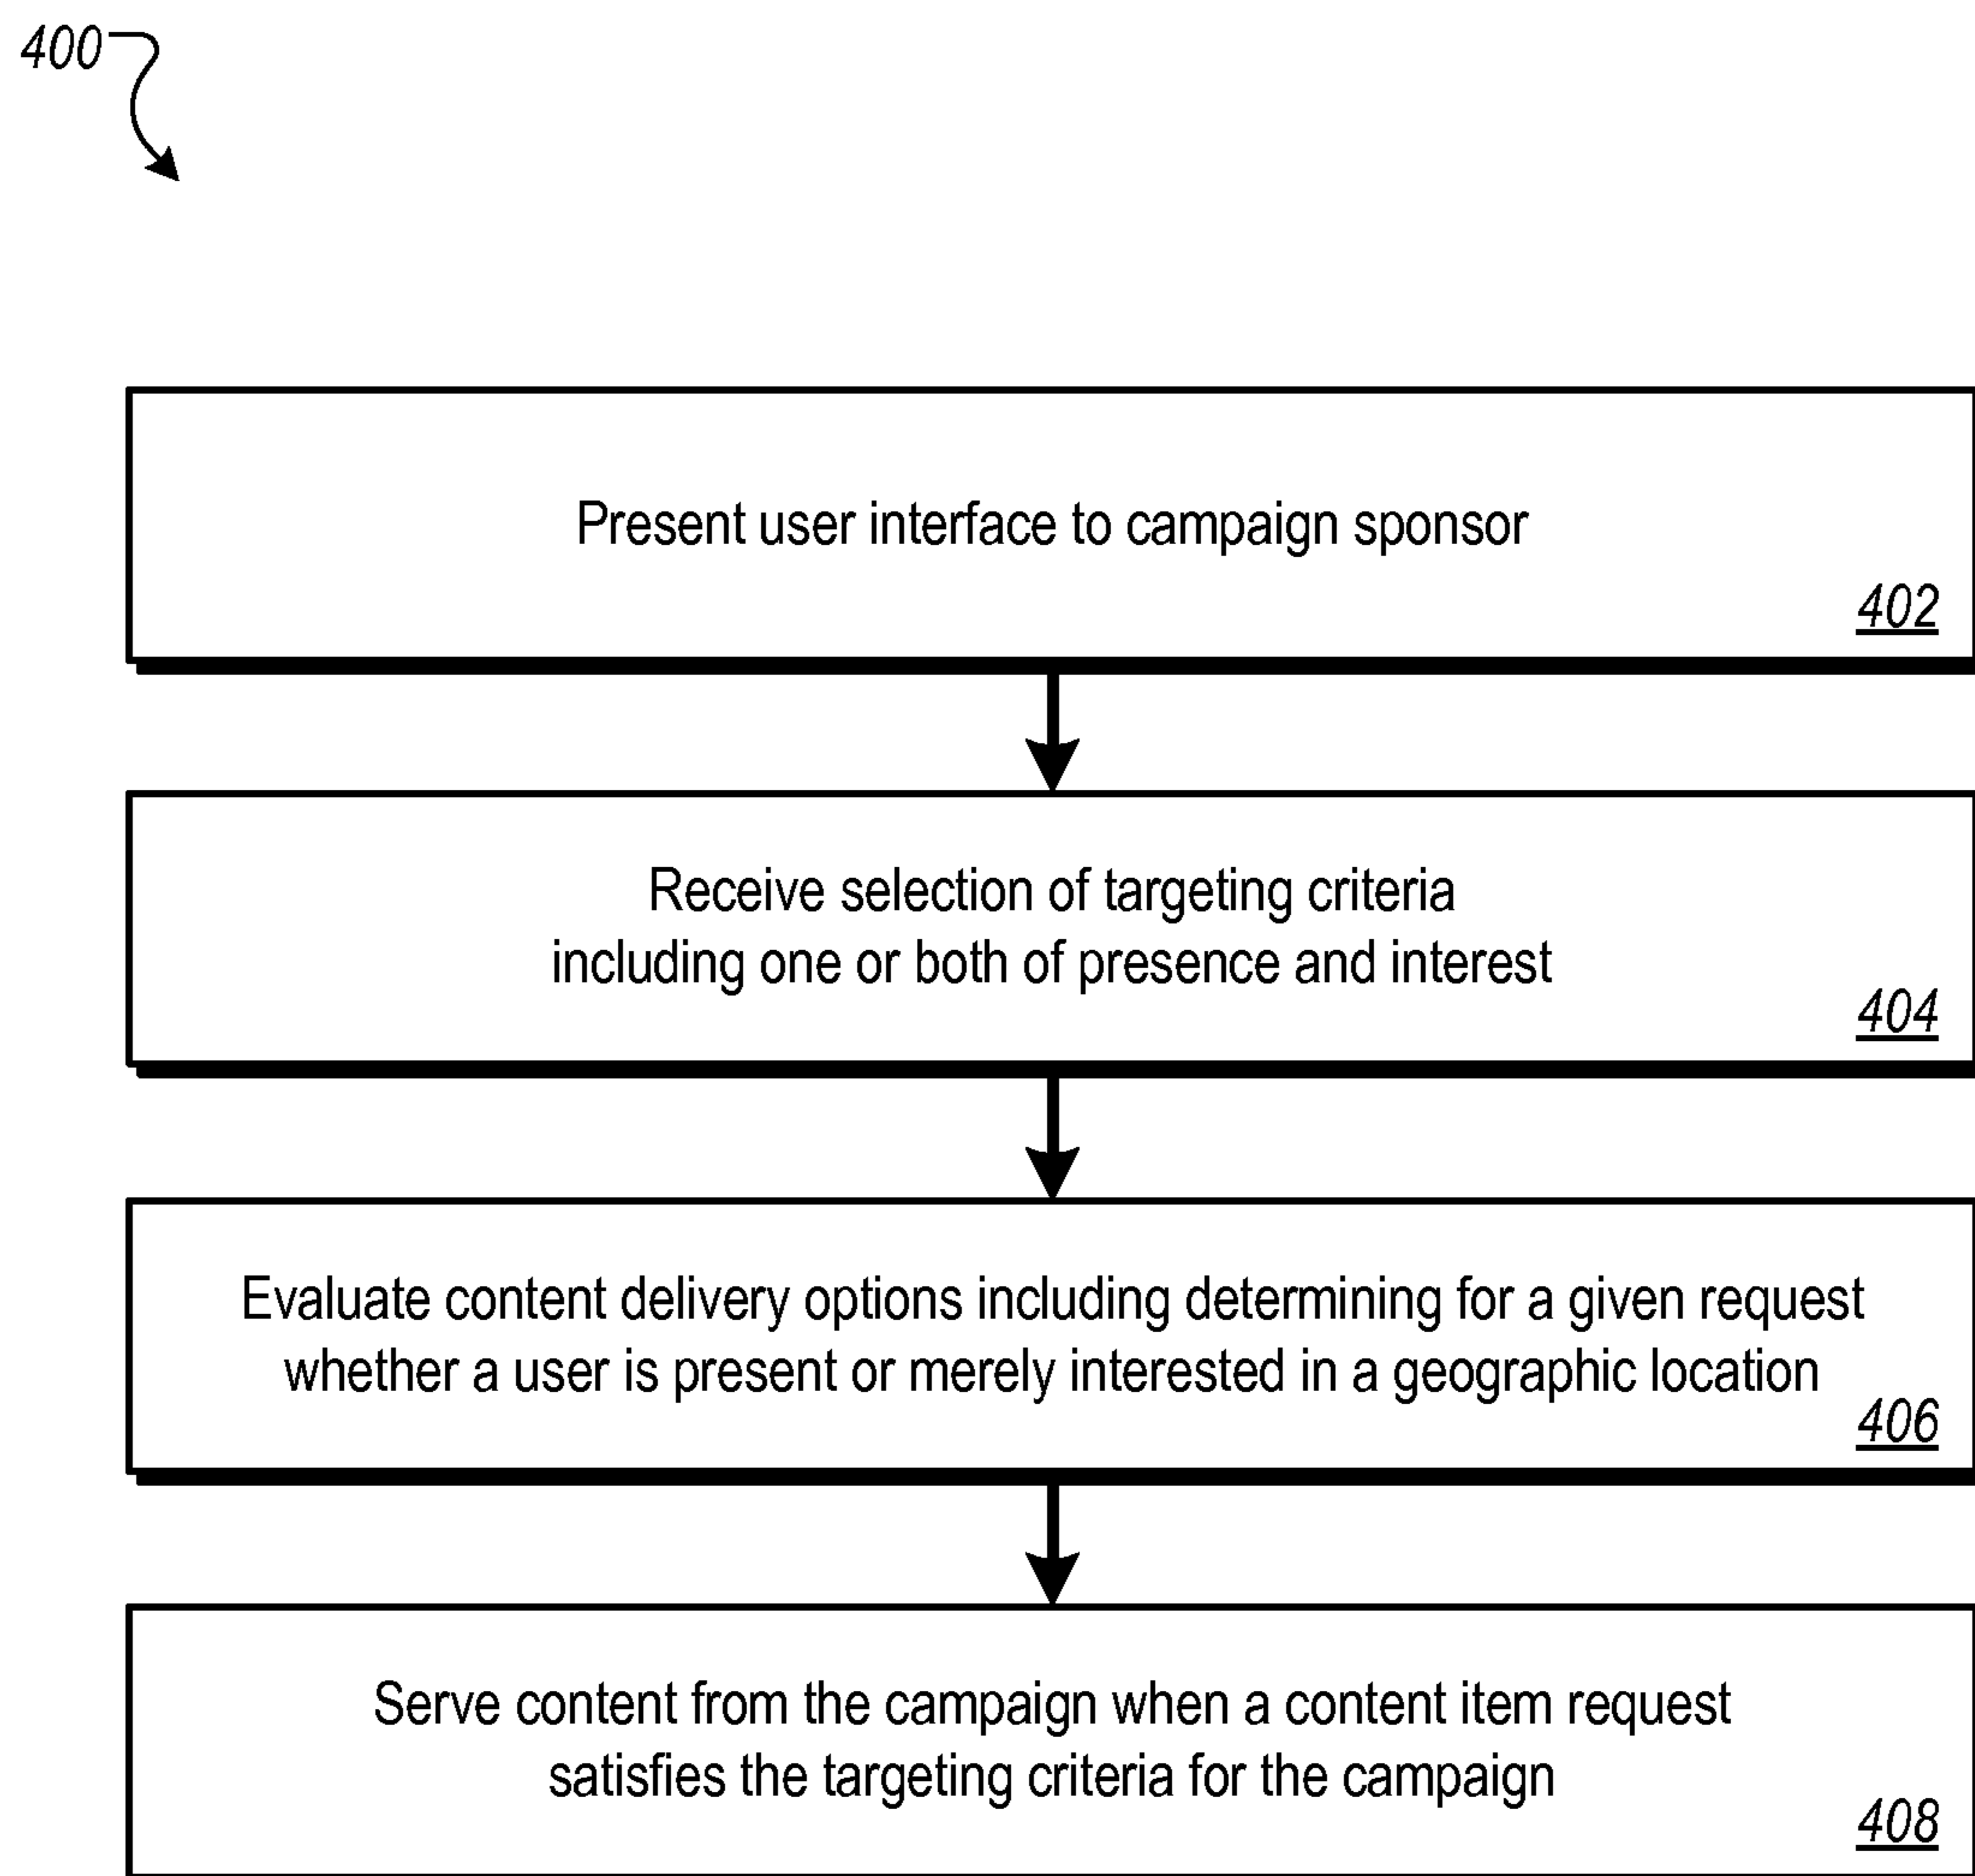 400
Present user interface to campaign sponsor
402
Receive selection of targeting criteria
including one or both of presence and interest
404
Evaluate content delivery options including determining for a given request
whether a user is present or merely interested in a geographic location
406
Serve content from the campaign when a content item request
satisfies the targeting criteria for the campaign
408